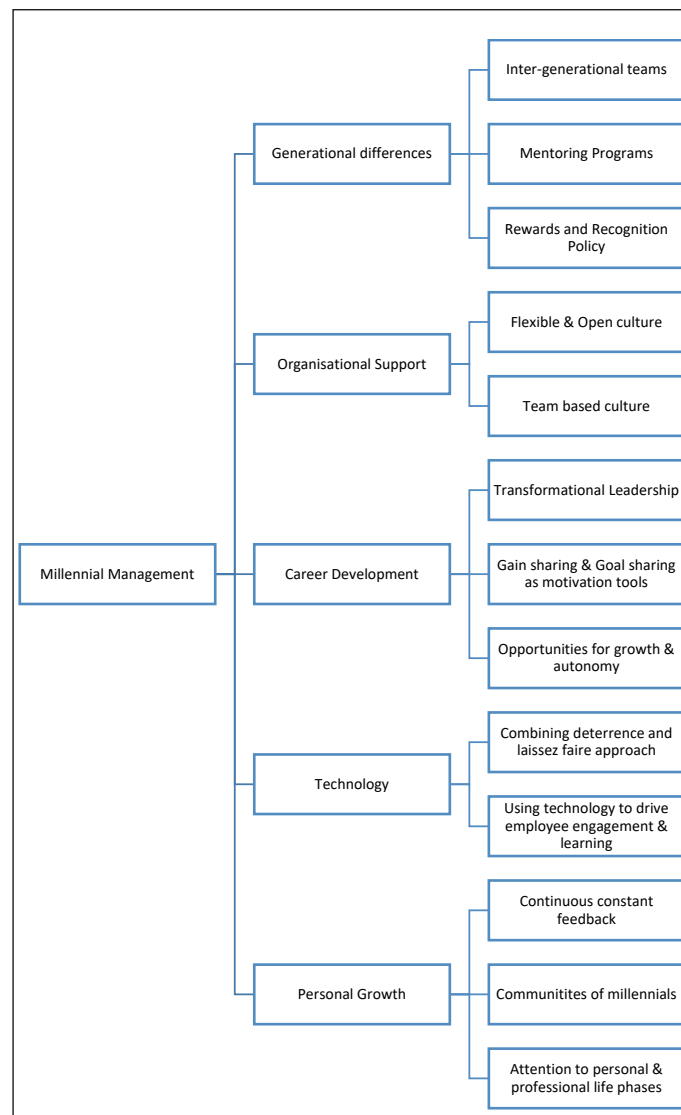 Millennial Management
Generational differences
Inter-generational teams
Mentoring Programs
Rewards and Recognition
Policy
Organisational Support
Flexible & Open culture
Team based culture
Career Development
Transformational Leadership
Gain sharing & Goal sharing
as motivation tools
Opportunities for growth &
autonomy
Technology
Combining deterrence and
laissez faire approach
Using technology to drive
employee engagement &
learning
Personal Growth
Continuous constant
feedback
Communitites of millennials
Attention to personal &
professional life phases